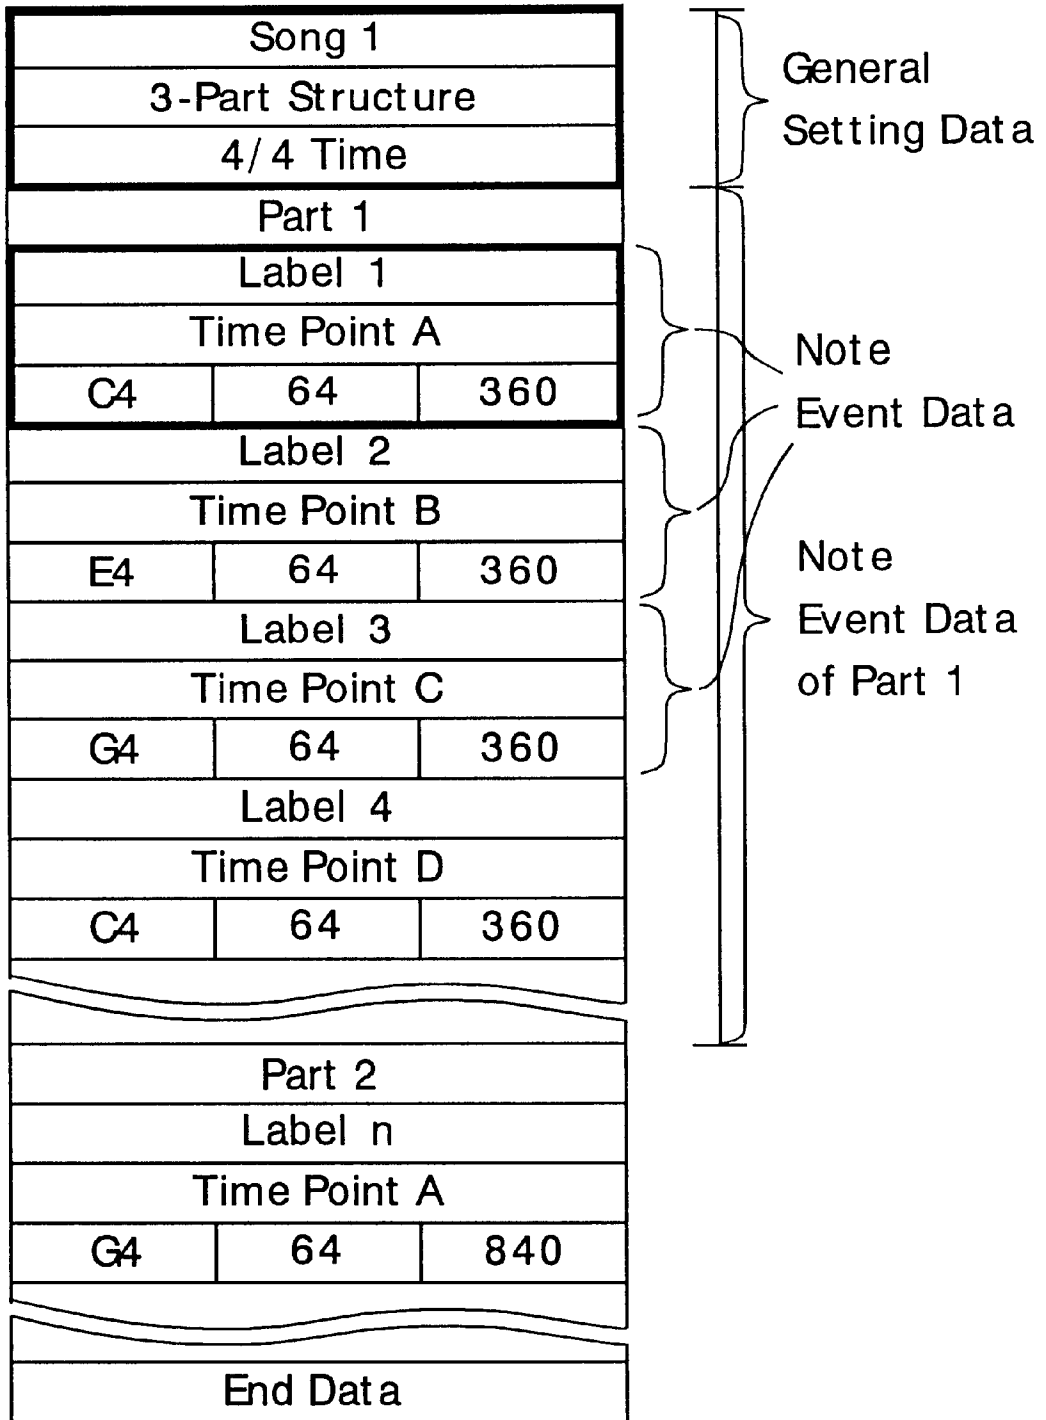 Song 1
3-Part Structure
4/4 Time
General
Setting Data
Part 1
Label 1
Time Point A
C4 64 360
Label 2
Time Point B
E4 64 360
Label 3
Time Point C
G4 64 360
Label 4
Time Point D
C4 64 360
Note
Event Data
Note
Event Data
of Part 1
Part 2
Label n
Time Point A
G4 64 840
End Data